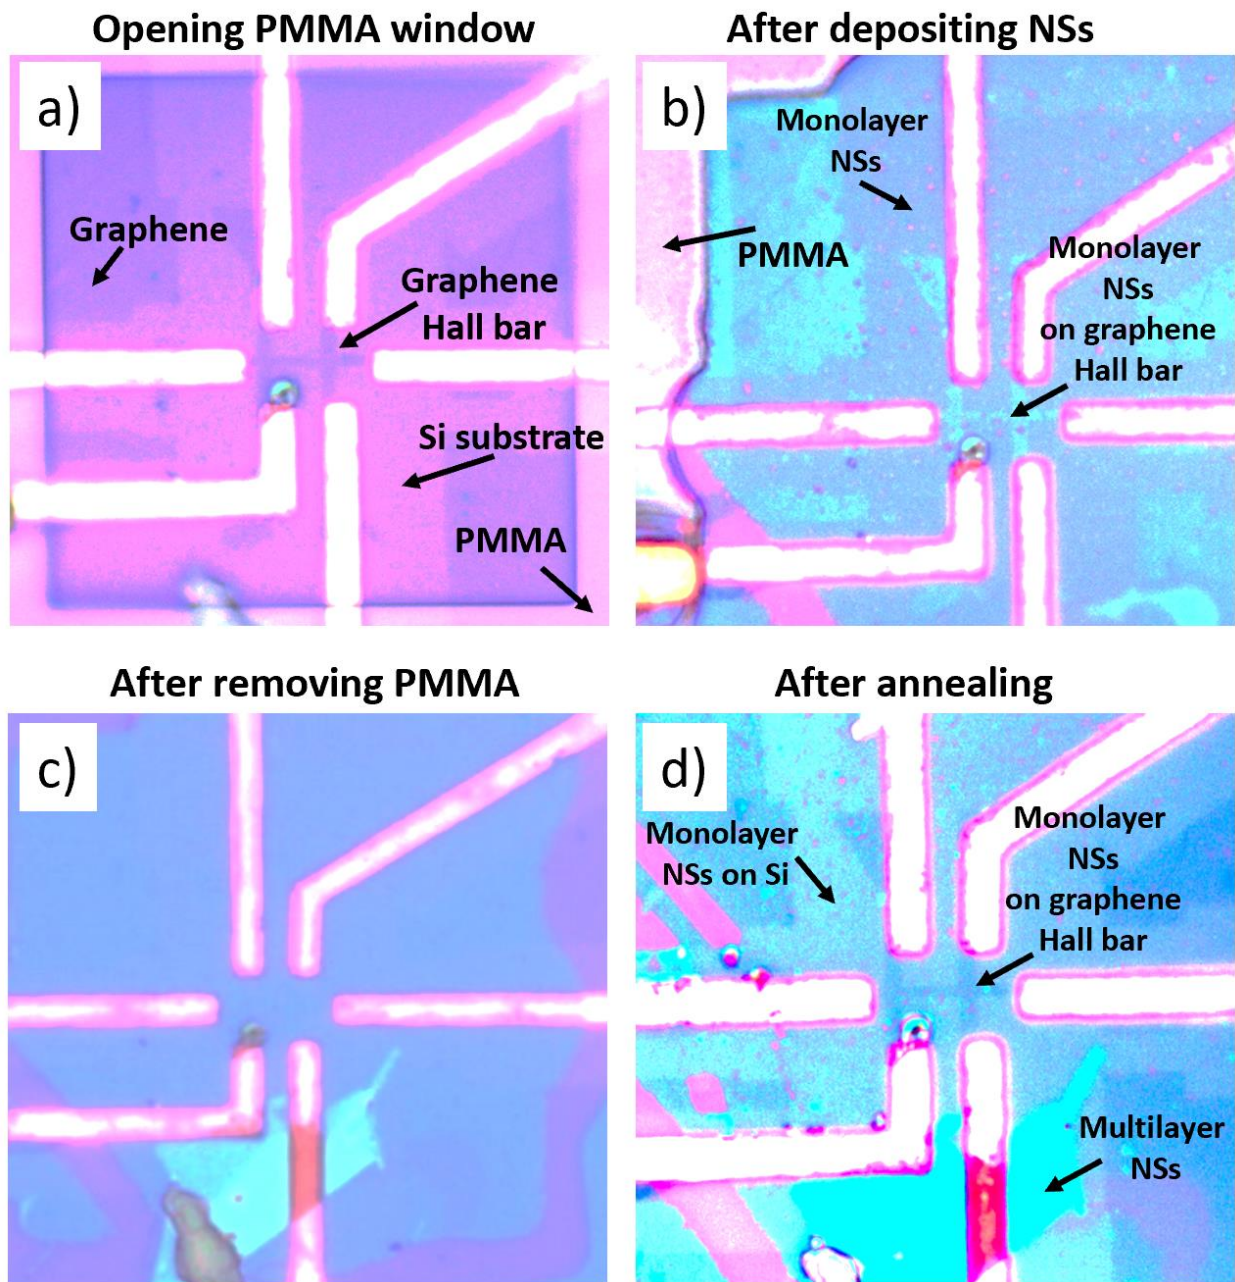 Opening PMMA window
a)
Graphene
Graphene
Hall bar
Si substrate
PMMA
After depositing NSs
b)
Monolayer
NSs
PMMA
Monolayer
NSs
on graphene
Hall bar
After removing PMMA
c)
After annealing
d)
Monolayer
NSs on Si
Monolayer
NSs
on graphene
Hall bar
Multilayer
NSs